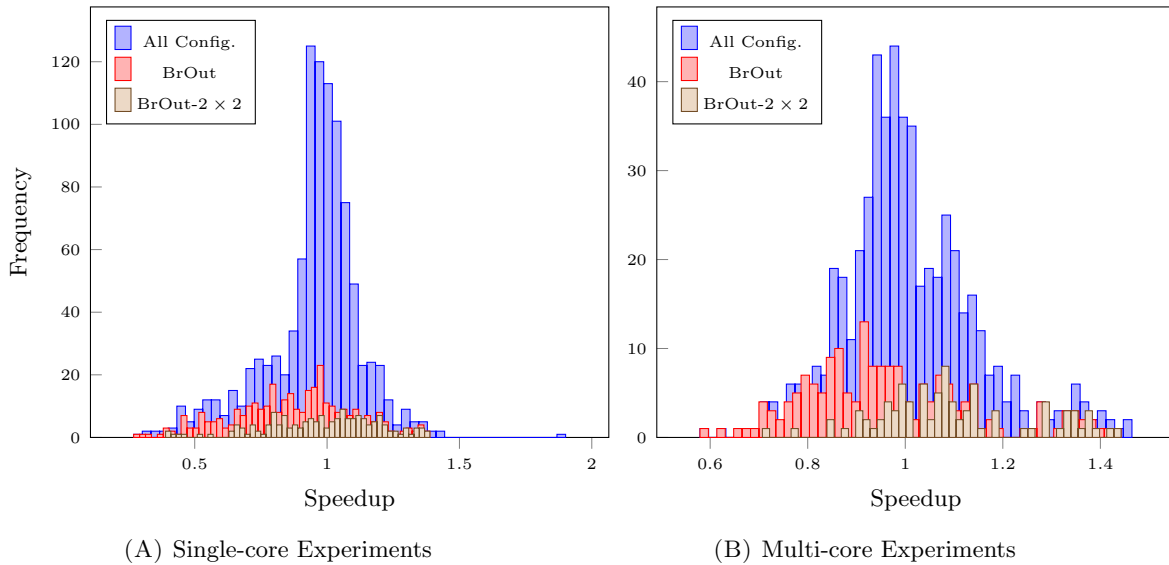 All Config.
BrOut
BrOut-2 × 2
120
100
80
60
40
20
0
Frequency
0.5
1
1.5
2
Speedup
(A) Single-core Experiments
All Config.
BrOut
BrOut-2 × 2
40
30
20
10
0
0.6
0.8
1
1.2
1.4
Speedup
(B) Multi-core Experiments